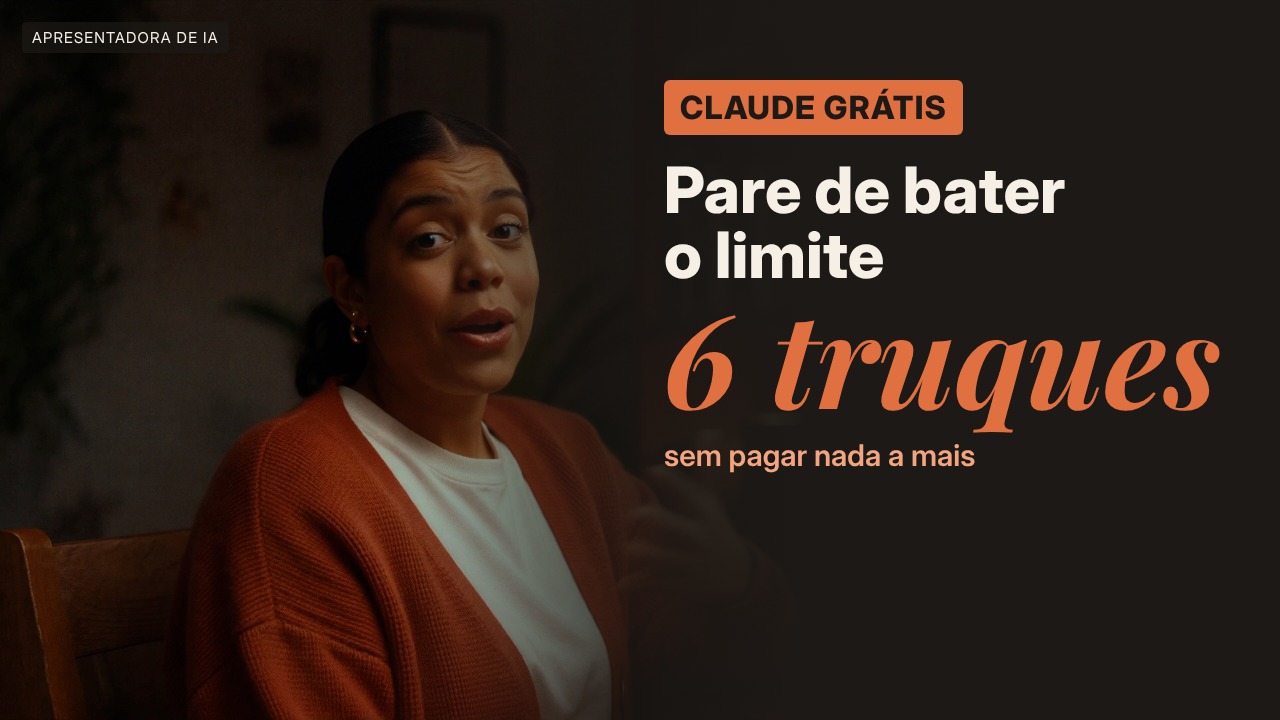 APRESENTADORA DE IA
CLAUDE GRÁTIS
Pare de bater
o limite
6 truques
sem pagar nada a mais